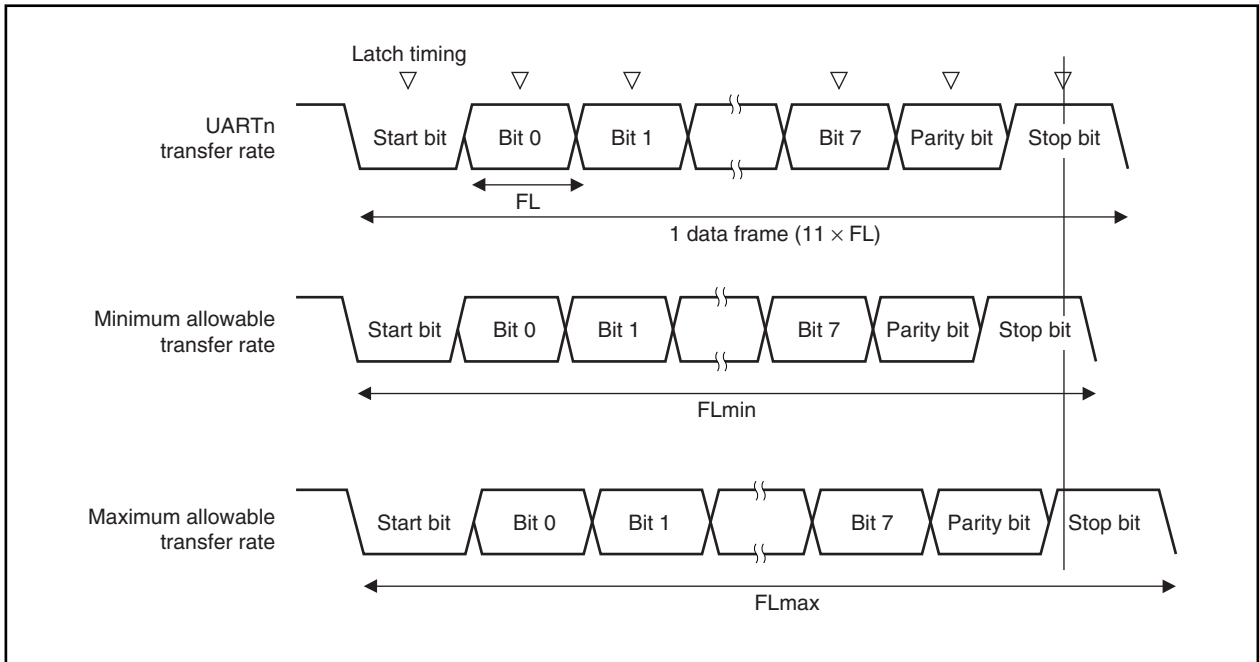 Latch timing
UARTn
transfer rate
Start bit
Bit 0
Bit 1
Bit 7
Parity bit
Stop bit
FL
1 data frame (11 × FL)
Minimum allowable
transfer rate
Start bit
Bit 0
Bit 1
Bit 7
Parity bit
Stop bit
FLmin
Maximum allowable
transfer rate
Start bit
Bit 0
Bit 1
Bit 7
Parity bit
Stop bit
FLmax